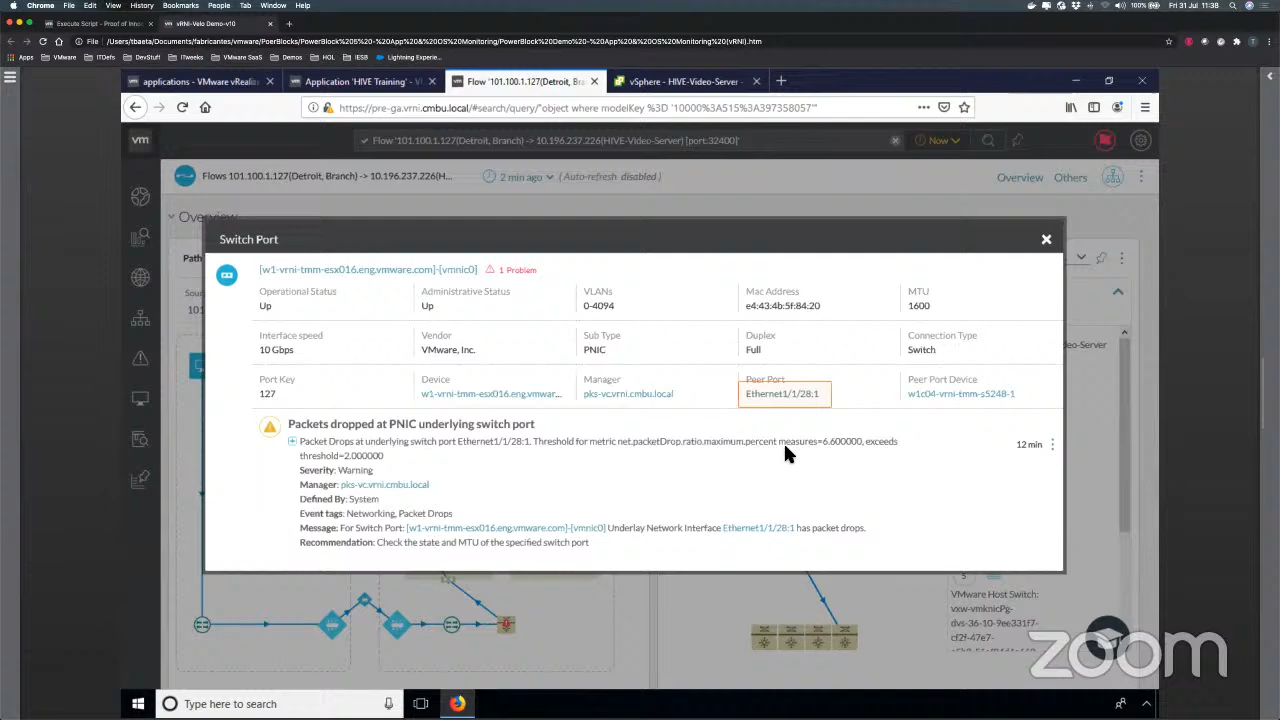 Chrome File Edit View History Bookmarks People Tab Window Help
100% Fri 31 Jul 11:38
Execute Script - Proof of Inno
vRNI-Velo Demo-v10
File /Users/tbaeta/Documents/fabricantes/vmware/PoerBlocks/PowerBlock%205%20-%20App%20&%20OS%20Monitoring/PowerBlock%20Demo%20-%20App%20&%20OS%20Monitoring%20(vRNI).htm
Apps VMware ITDefs DevStuff ITweeks VMware SaaS Demos HOL IESB Lightning Experie...
applications - VMware vRealiz
Application 'HIVE Training' - V
Flow '101.100.1.127(Detroit, Bra
vSphere - HIVE-Video-Server -
https://pre-ga.vrni.cmbu.local/#search/query/"object where modelKey %3D '10000%3A515%3A397358057'"
vm
Flow '101.100.1.127(Detroit, Branch) -> 10.196.237.226(HIVE-Video-Server) [port:32400]'
Now
Flows 101.100.1.127(Detroit, Branch) -> 10.196.237.226(H...
2 min ago
( Auto-refresh disabled )
Overview Others
Overview
Switch Port
[w1-vrni-tmm-esx016.eng.vmware.com]-[vmnic0] 1 Problem
Operational Status Administrative Status VLANs Mac Address MTU
Up Up 0-4094 e4:43:4b:5f:84:20 1600
Interface speed Vendor Sub Type Duplex Connection Type
10 Gbps VMware, Inc. PNIC Full Switch
Port Key Device Manager Peer Port Peer Port Device
127 w1-vrni-tmm-esx016.eng.vmwar... pks-vc.vrni.cmbu.local Ethernet1/1/28:1 w1c04-vrni-tmm-s5248-1
Packets dropped at PNIC underlying switch port
Packet Drops at underlying switch port Ethernet1/1/28:1. Threshold for metric net.packetDrop.ratio.maximum.percent measures=6.600000, exceeds
12 min
threshold=2.000000
Severity: Warning
Manager: pks-vc.vrni.cmbu.local
Defined By: System
Event tags: Networking, Packet Drops
Message: For Switch Port: [w1-vrni-tmm-esx016.eng.vmware.com]-[vmnic0] Underlay Network Interface Ethernet1/1/28:1 has packet drops.
Recommendation: Check the state and MTU of the specified switch port
5
VMware Host Switch:
vxw-vmknicPg-
dvs-36-10-9ee331f7-
cf2f-47e7-
zoom
Type here to search